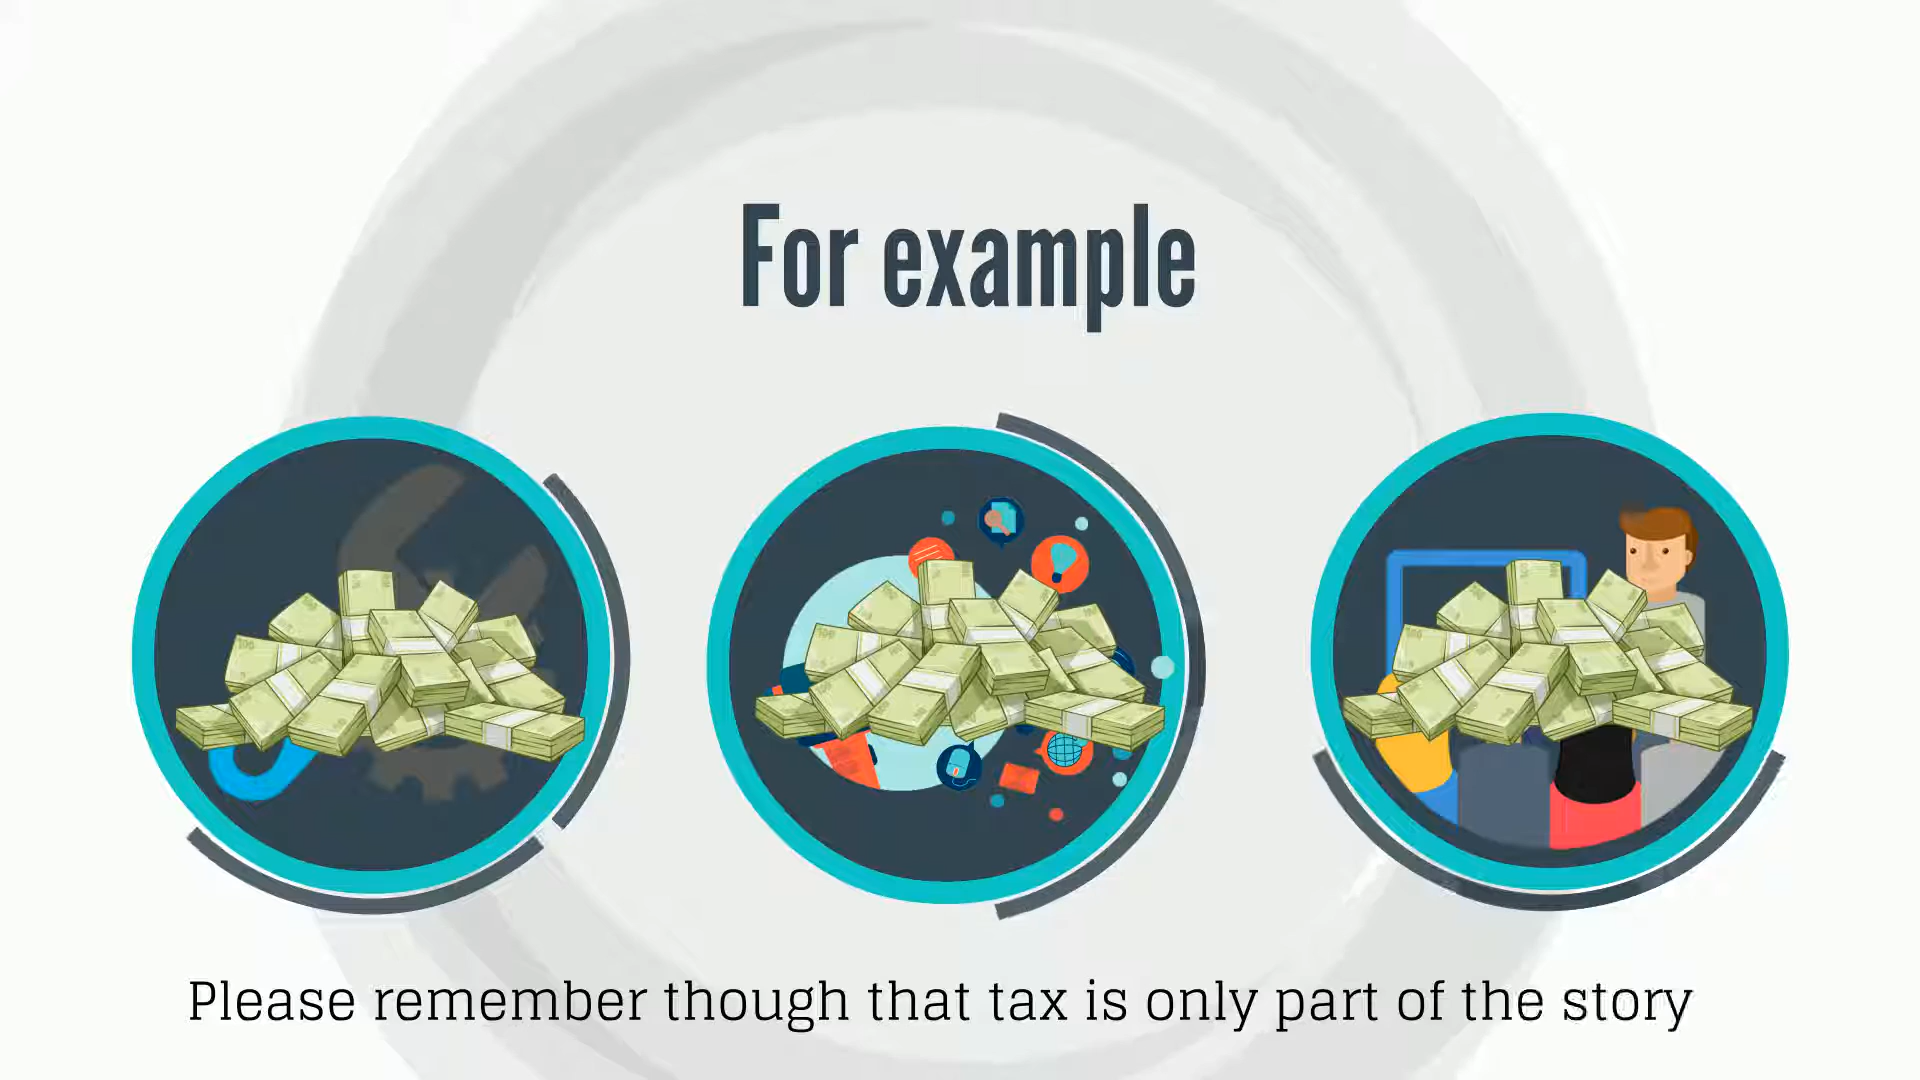 For example
Please remember though that tax is only part of the story